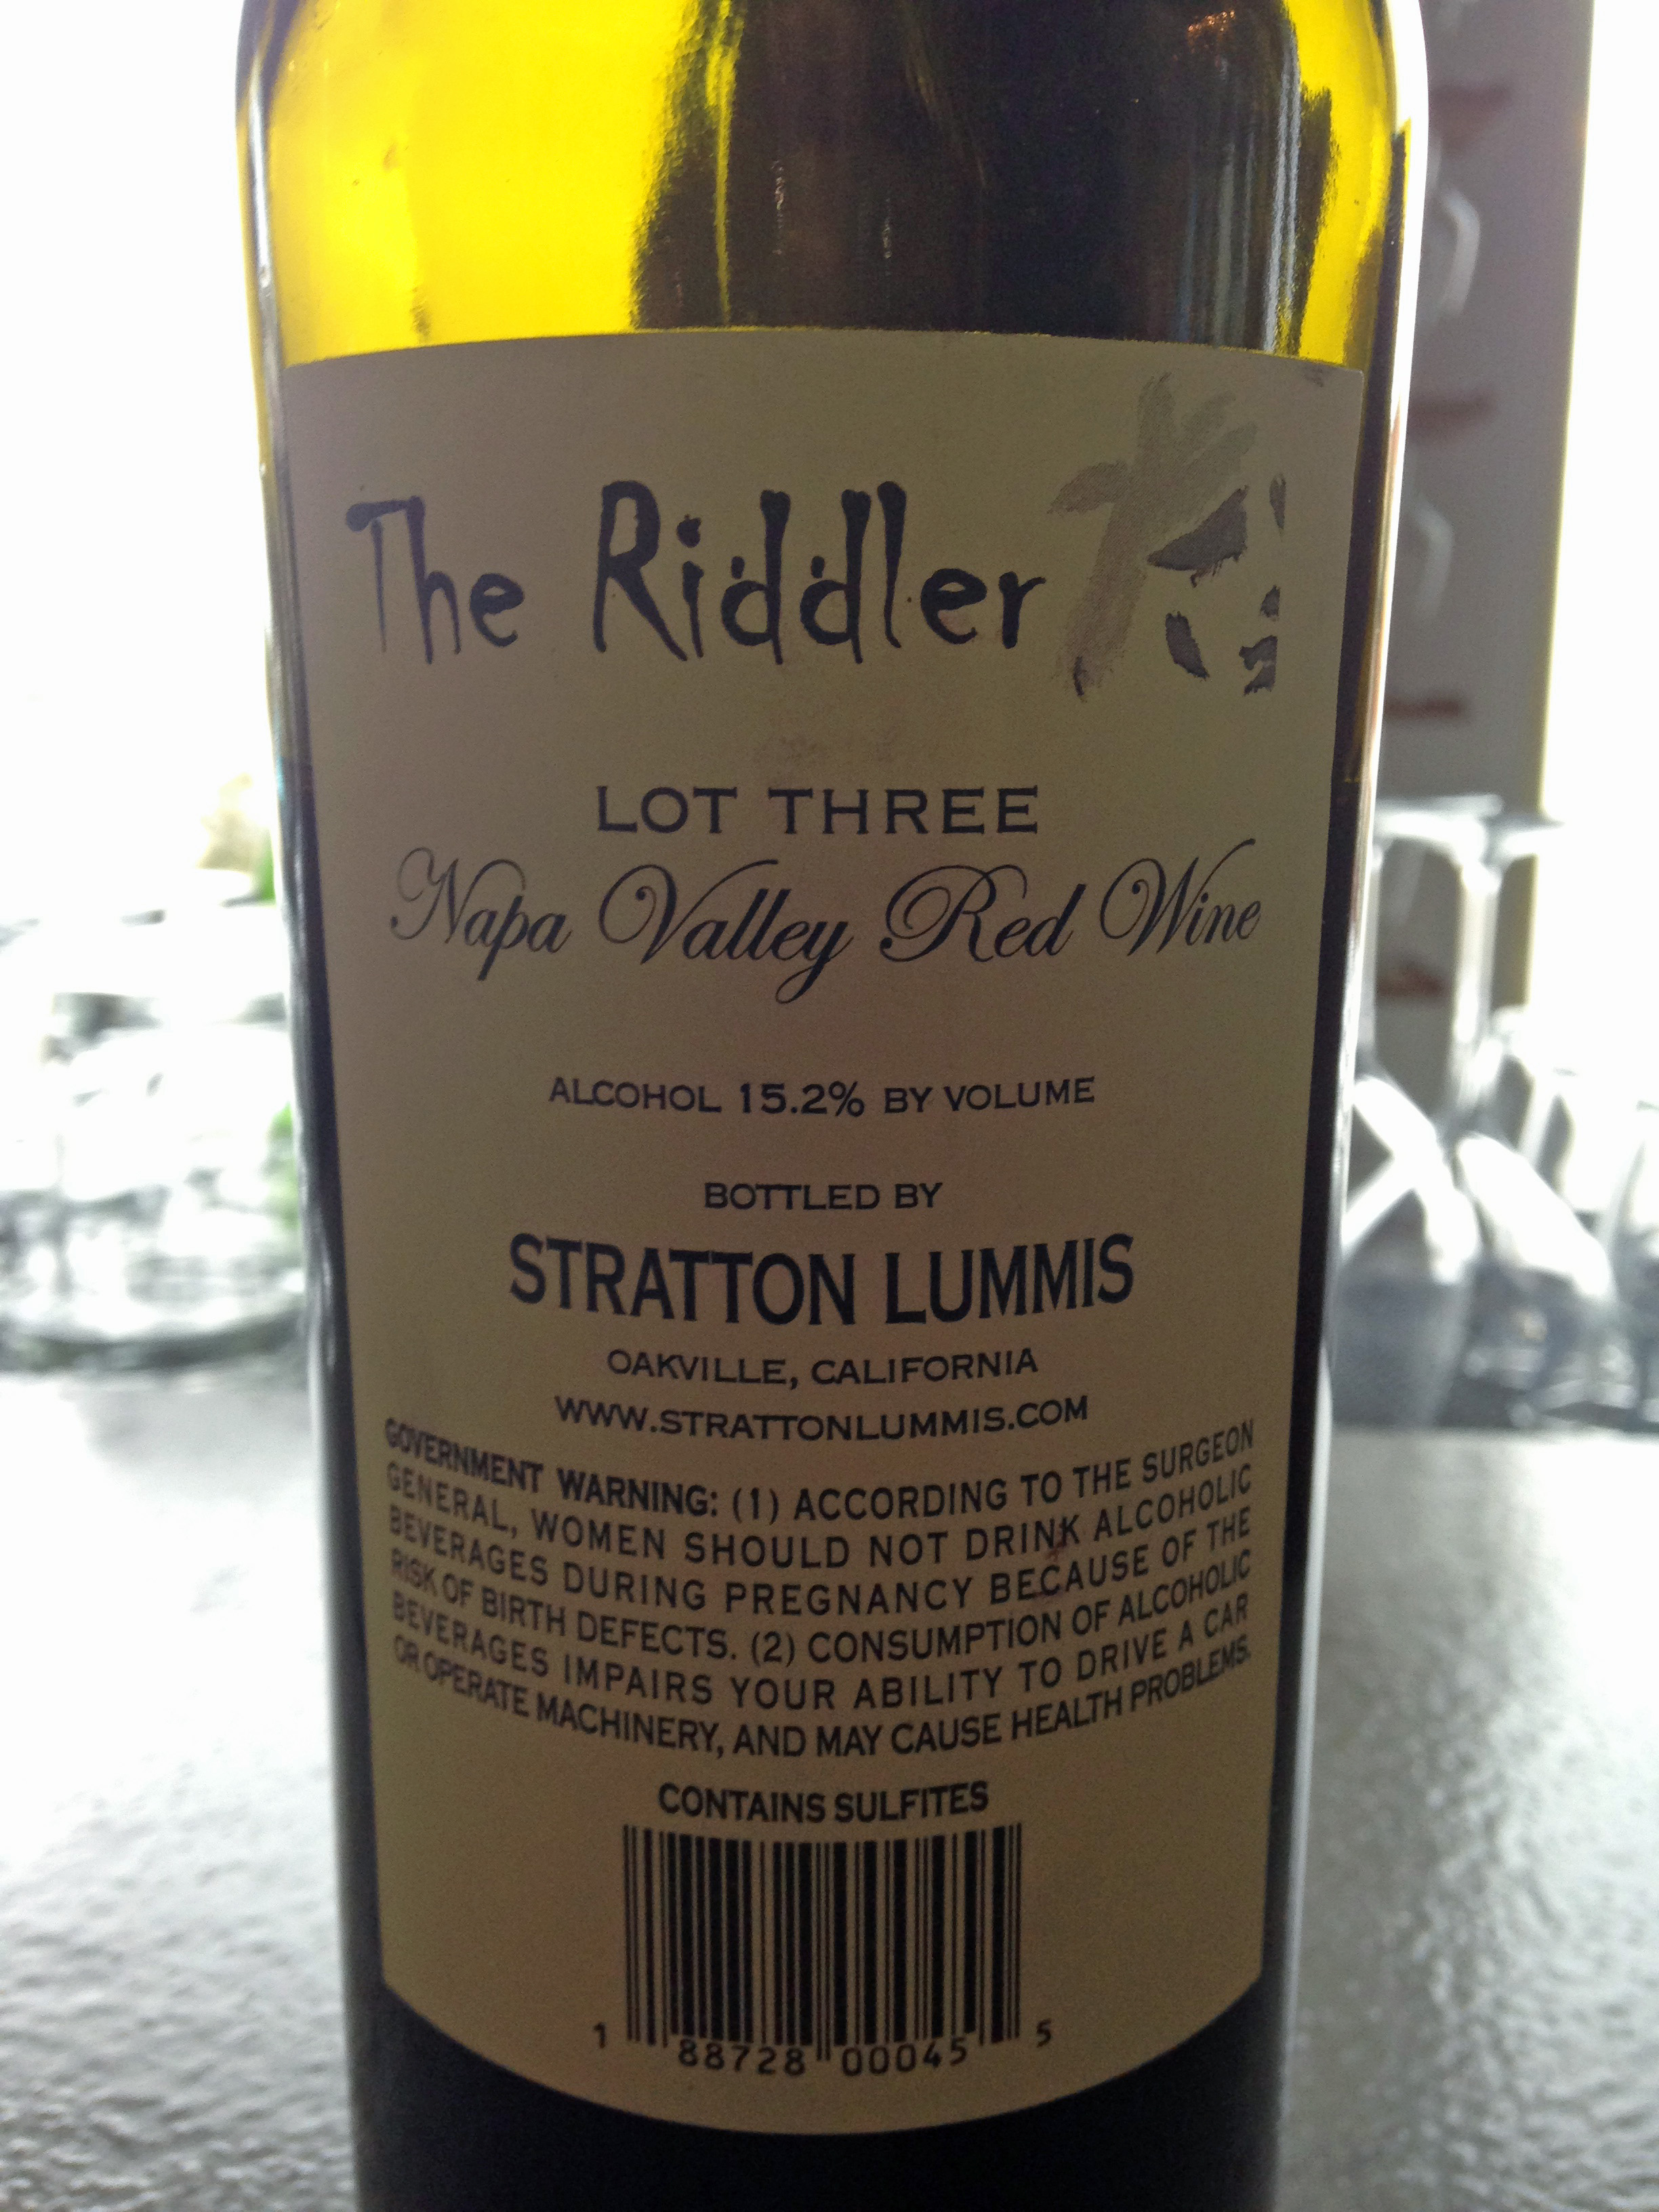 The Riddler
LOT THREE
Napa Valley Red Wine
ALCOHOL 15.2% BY VOLUME
BOTTLED BY
STRATTON LUMMIS
OAKVILLE, CALIFORNIA
WWW.STRATTONLUMMIS.COM
GOVERNMENT WARNING: (1) ACCORDING TO THE SURGEON
GENERAL, WOMEN SHOULD NOT DRINK ALCOHOLIC
BEVERAGES DURING PREGNANCY BECAUSE OF THE
RISK OF BIRTH DEFECTS. (2) CONSUMPTION OF ALCOHOLIC
BEVERAGES IMPAIRS YOUR ABILITY TO DRIVE A CAR
OR OPERATE MACHINERY, AND MAY CAUSE HEALTH PROBLEMS.
CONTAINS SULFITES
1 88728 00045 5